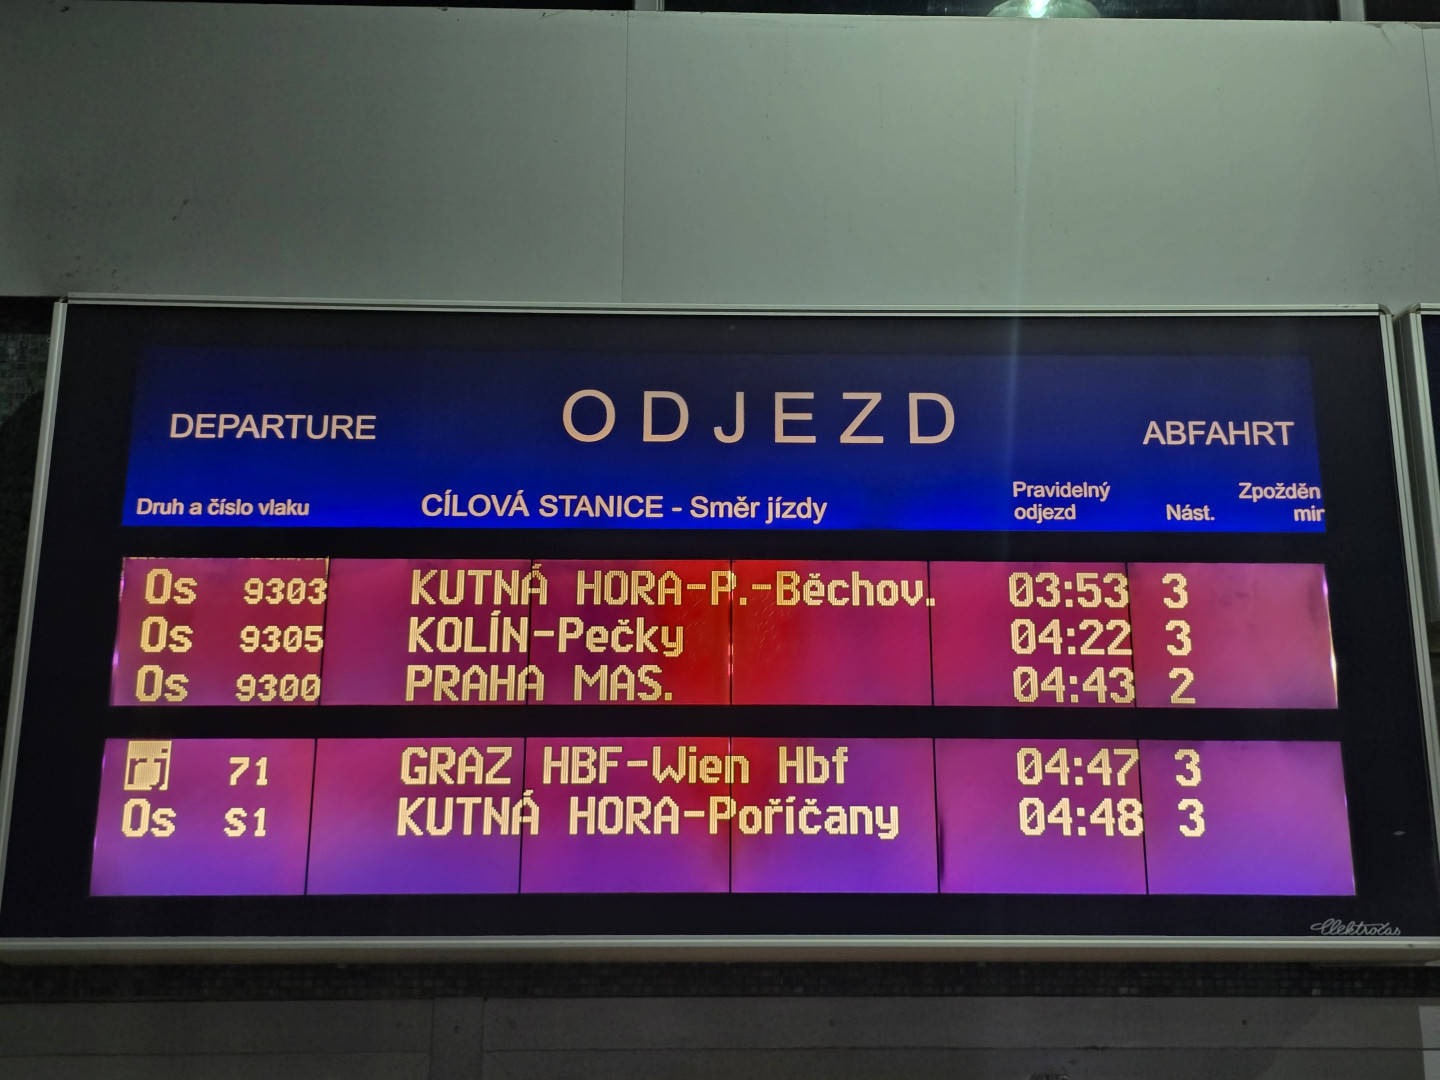 DEPARTURE ODJEZD ABFAHRT
Druh a číslo vlaku CÍLOVÁ STANICE - Směr jízdy Pravidelný odjezd Nást. Zpožděn min
Os 9303 KUTNÁ HORA-P.-Běchov. 03:53 3
Os 9305 KOLÍN-Pečky 04:22 3
Os 9300 PRAHA MAS. 04:43 2
rj 71 GRAZ HBF-Wien Hbf 04:47 3
Os S1 KUTNÁ HORA-Poříčany 04:48 3
Elektročas